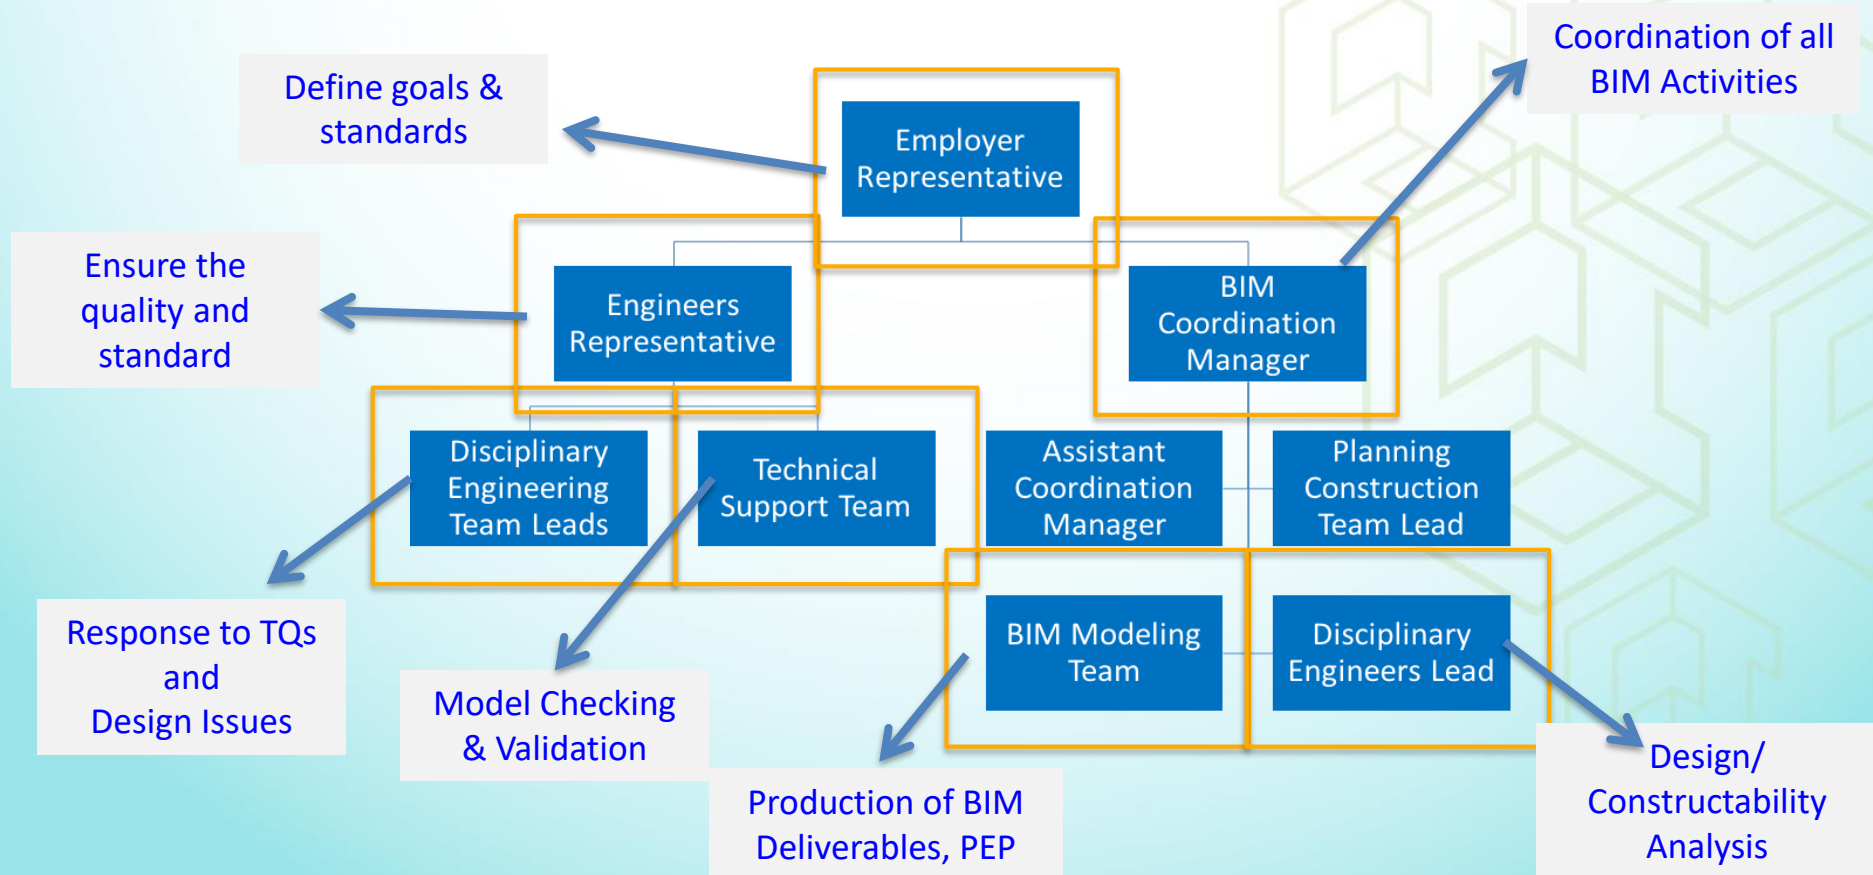 Coordination of all
BIM Activities
Define goals &
standards
Employer
Representative
Ensure the
quality and
standard
Engineers
Representative
BIM
Coordination
Manager
Disciplinary
Engineering
Team Leads
Technical
Support Team
Assistant
Coordination
Manager
Planning
Construction
Team Lead
Response to TQs
and
Design Issues
Model Checking
& Validation
BIM Modeling
Team
Disciplinary
Engineers Lead
Production of BIM
Deliverables, PEP
Design/
Constructability
Analysis